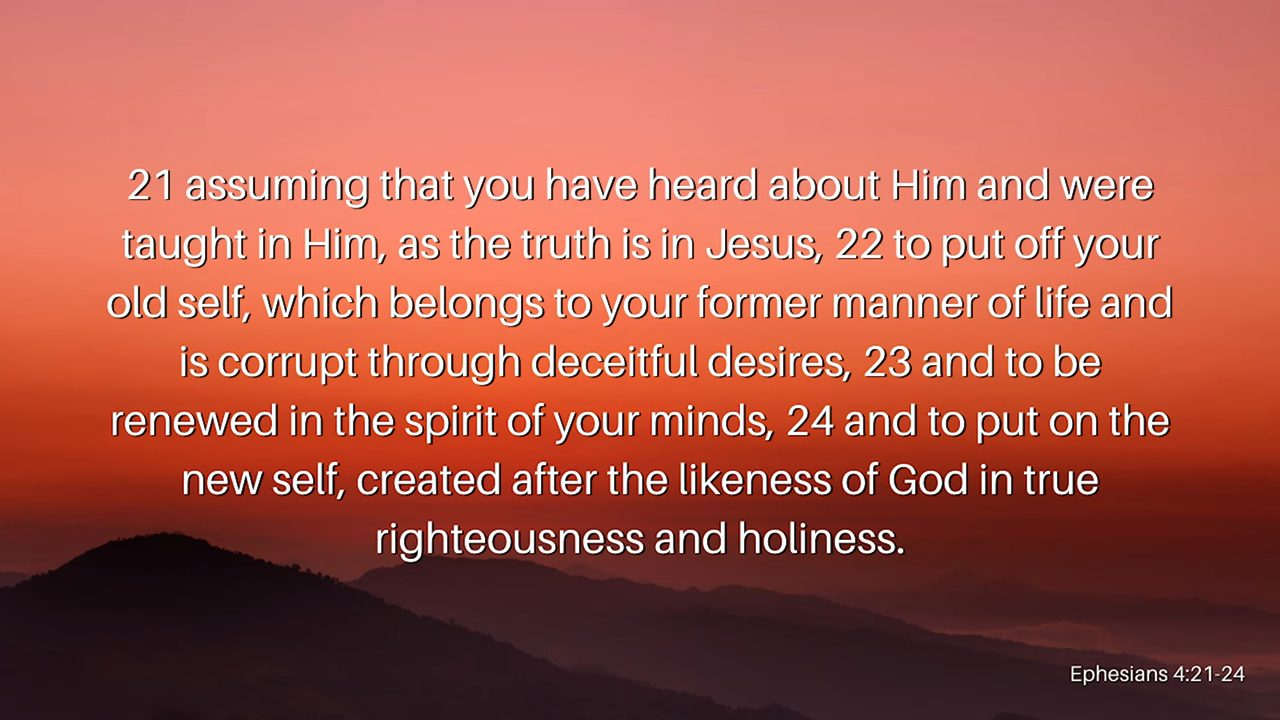 21 assuming that you have heard about Him and were
taught in Him, as the truth is in Jesus, 22 to put off your
old self, which belongs to your former manner of life and
is corrupt through deceitful desires, 23 and to be
renewed in the spirit of your minds, 24 and to put on the
new self, created after the likeness of God in true
righteousness and holiness.
Ephesians 4:21-24